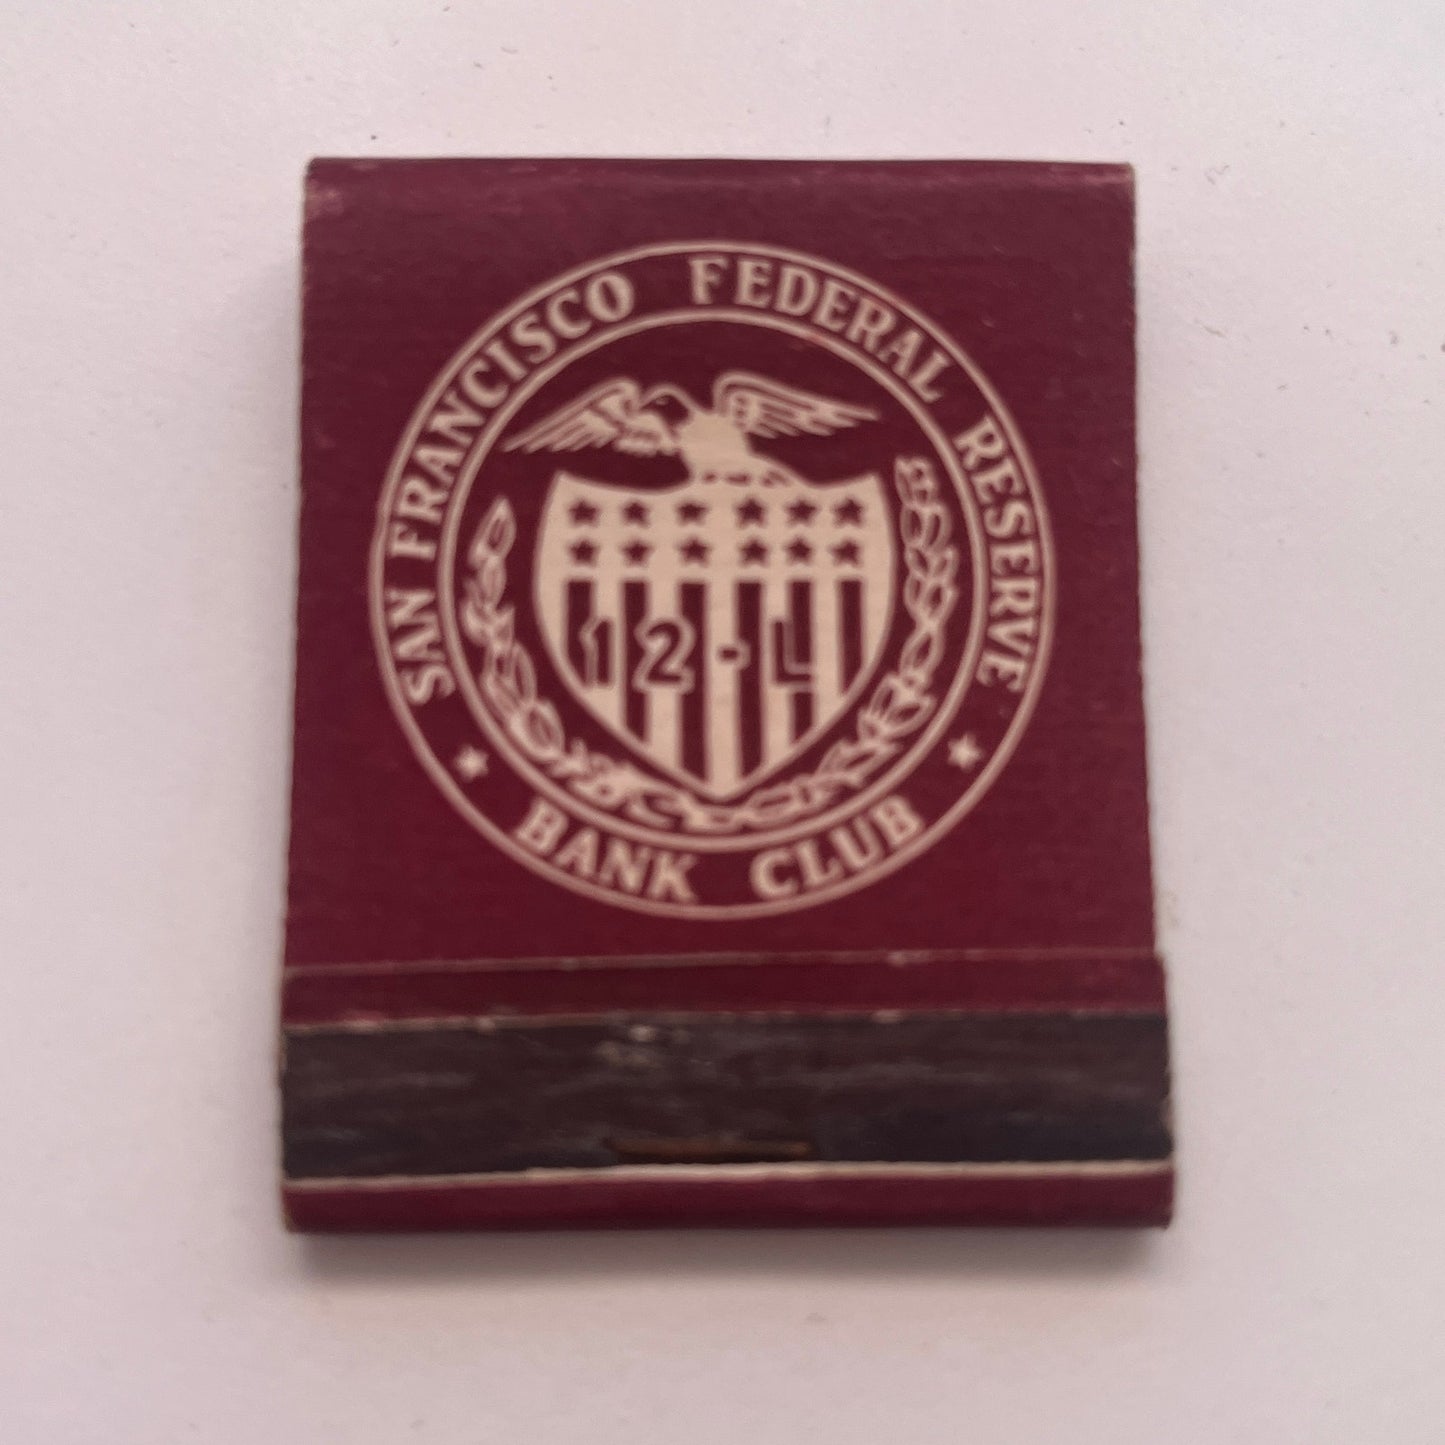 SAN FRANCISCO FEDERAL RESERVE
12-L
BANK CLUB